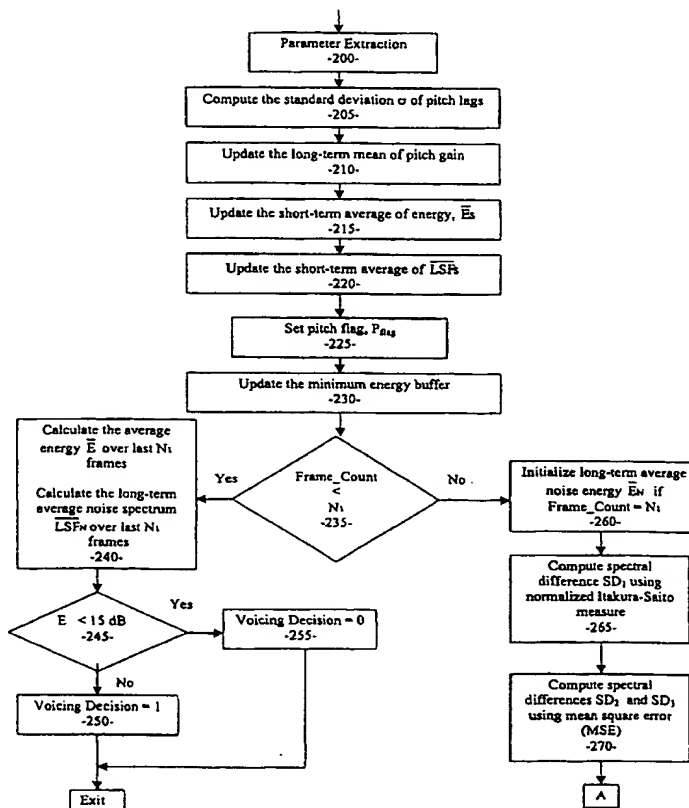 Parameter Extraction
-200-
Compute the standard deviation σ of pitch lags
-205-
Update the long-term mean of pitch gain
-210-
Update the short-term average of energy, E̅s
-215-
Update the short-term average of L̅S̅F̅s
-220-
Set pitch flag, Pflag
-225-
Update the minimum energy buffer
-230-
Calculate the average
energy E̅ over last N1
frames
Calculate the long-term
average noise spectrum
L̅S̅F̅N over last N1
frames
-240-
Yes
Frame_Count
<
N1
-235-
No
Initialize long-term average
noise energy E̅N if
Frame_Count = N1
-260-
Compute spectral
difference SD1 using
normalized Itakura-Saito
measure
-265-
E < 15 dB
-245-
Yes
Voicing Decision = 0
-255-
No
Voicing Decision = 1
-250-
Compute spectral
differences SD2 and SD3
using mean square error
(MSE)
-270-
Exit
A